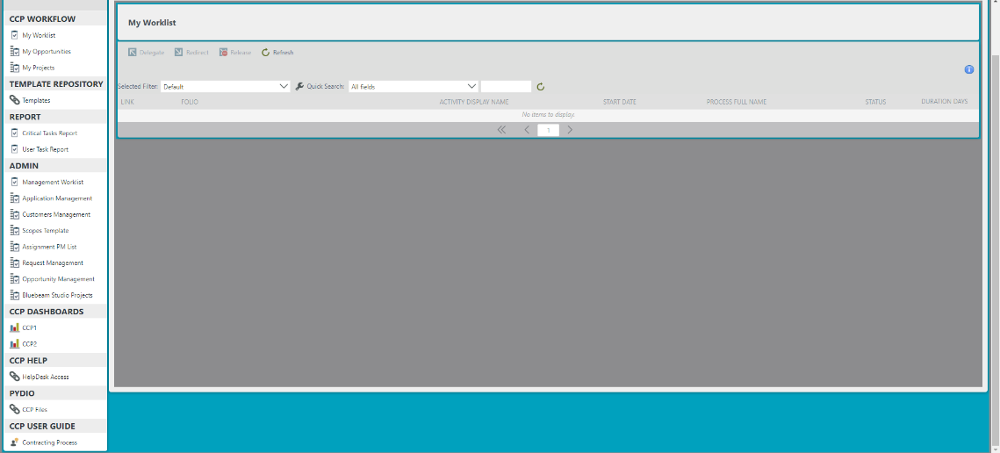 CCP WORKFLOW
My Worklist
My Opportunities
My Projects
TEMPLATE REPOSITORY
Templates
REPORT
Critical Tasks Report
User Task Report
ADMIN
Management Worklist
Application Management
Customers Management
Scopes Template
Assignment PM List
Request Management
Opportunity Management
Bluebeam Studio Projects
CCP DASHBOARDS
CCP1
CCP2
CCP HELP
HelpDesk Access
PYDIO
CCP Files
CCP USER GUIDE
Contracting Process
My Worklist
Delegate Redirect Release Refresh
Selected Filter: Default Quick Search: All fields
LINK FOLIO ACTIVITY DISPLAY NAME START DATE PROCESS FULL NAME STATUS DURATION DAYS
No items to display.
1